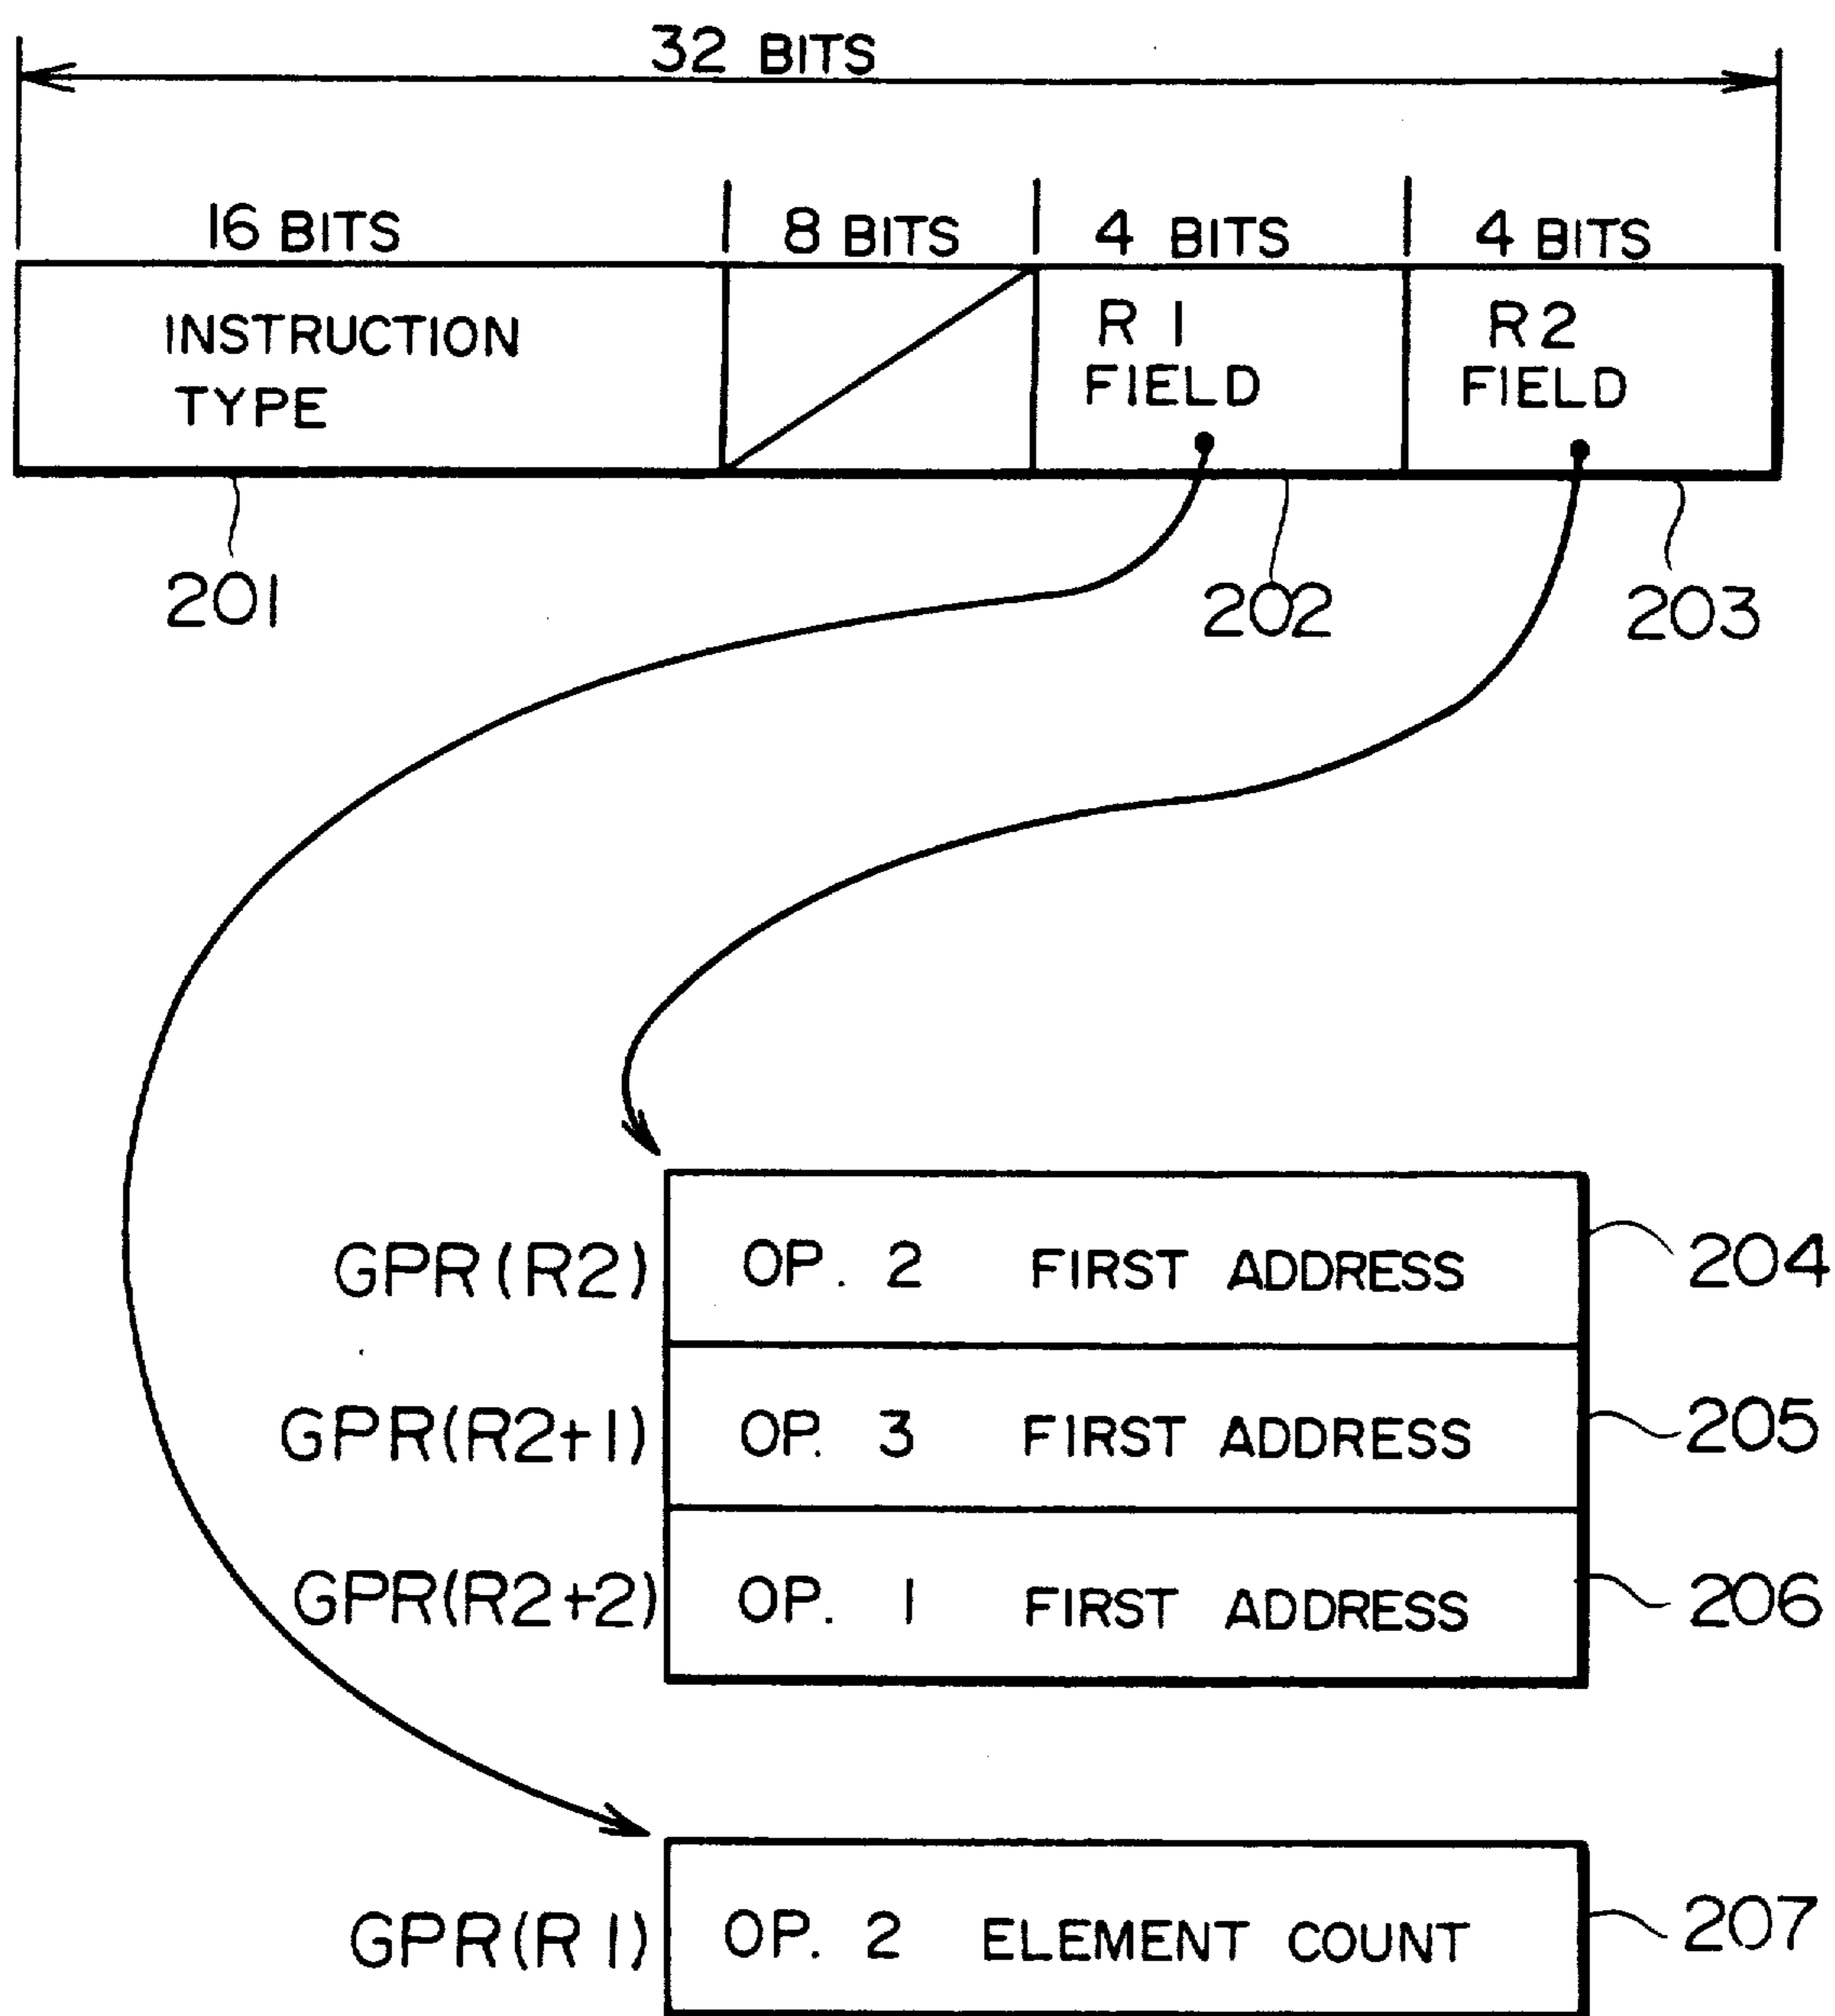 32 BITS
16 BITS 8 BITS 4 BITS 4 BITS
INSTRUCTION
TYPE
R1
FIELD
R2
FIELD
201
202
203
GPR(R2) OP. 2 FIRST ADDRESS 204
GPR(R2+1) OP. 3 FIRST ADDRESS 205
GPR(R2+2) OP. 1 FIRST ADDRESS 206
GPR(R1) OP. 2 ELEMENT COUNT 207